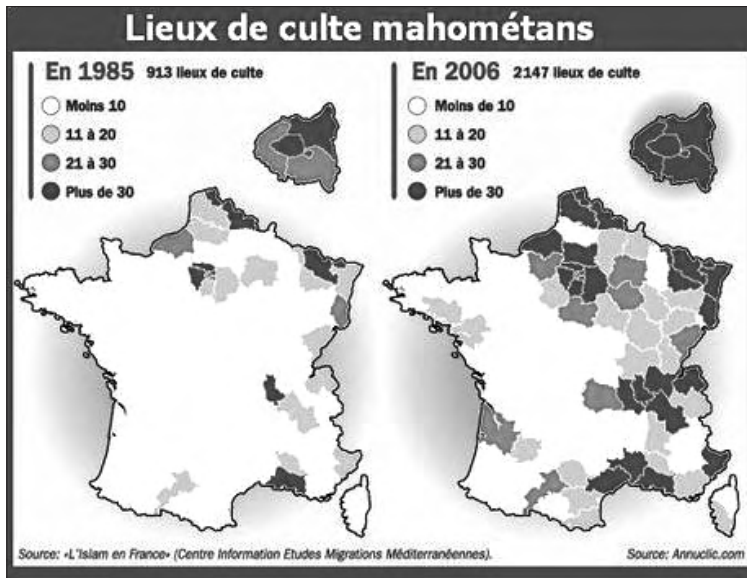 Lieux de culte mahométans
En 1985 913 lieux de culte
Moins 10
11 à 20
21 à 30
Plus de 30
En 2006 2147 lieux de culte
Moins de 10
11 à 20
21 à 30
Plus de 30
Source: «L'Islam en France» (Centre Information Etudes Migrations Méditerranéennes).
Source: Annuclic.com